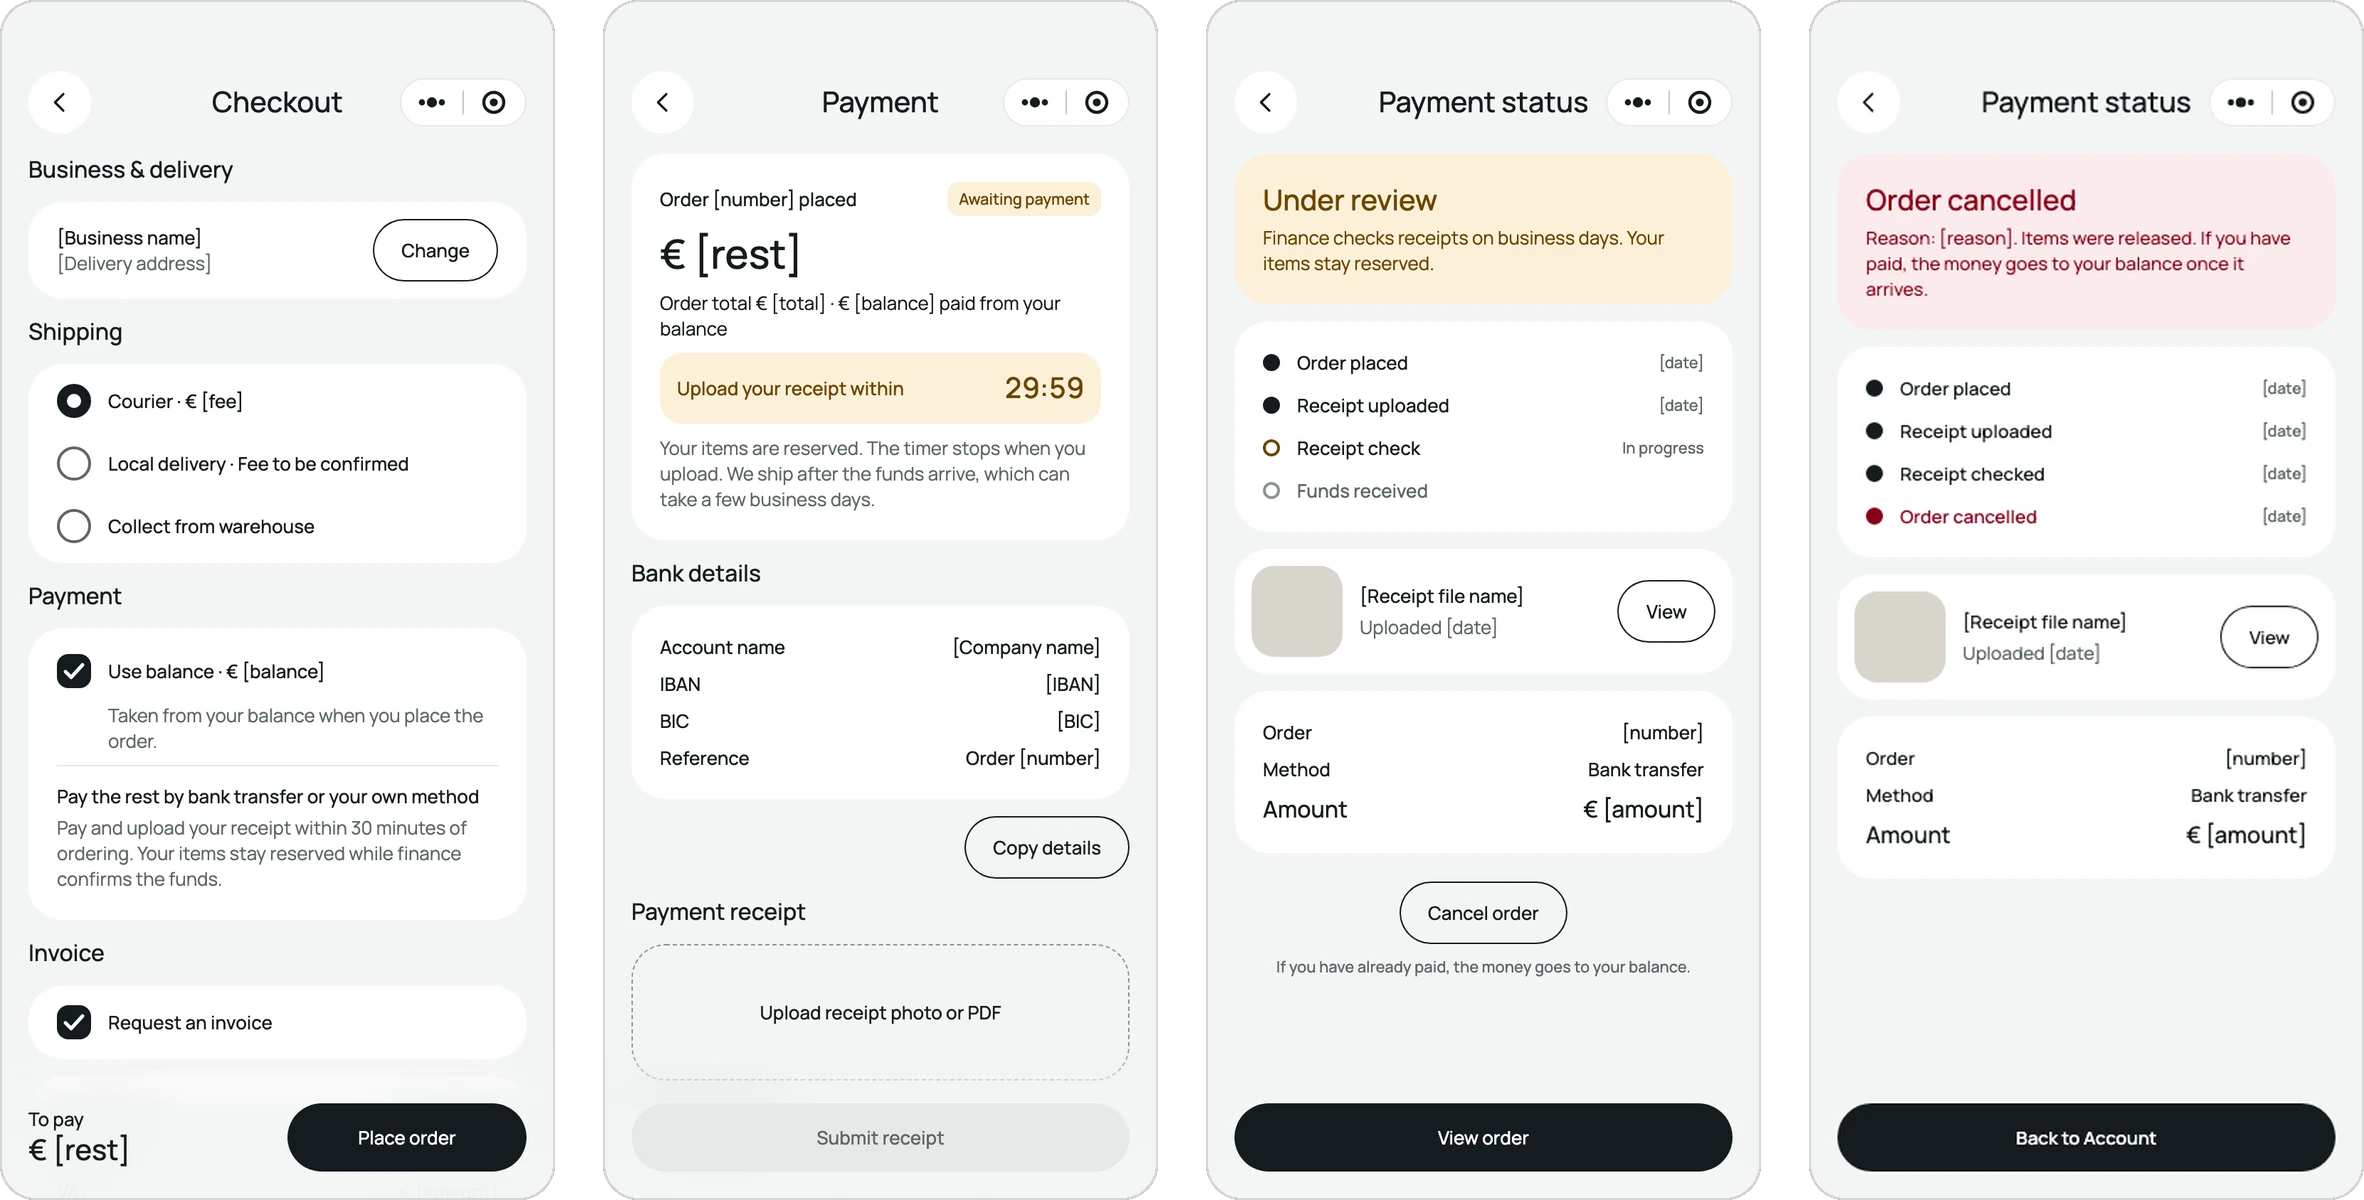 Checkout
Business & delivery
[Business name]
[Delivery address]
Change
Shipping
Courier · € [fee]
Local delivery · Fee to be confirmed
Collect from warehouse
Payment
Use balance · € [balance]
Taken from your balance when you place the
order.
Pay the rest by bank transfer or your own method
Pay and upload your receipt within 30 minutes of
ordering. Your items stay reserved while finance
confirms the funds.
Invoice
Request an invoice
To pay
€ [rest]
Place order
VAT
€ [amount]
Payment
Order [number] placed
Awaiting payment
€ [rest]
Order total € [total] · € [balance] paid from your
balance
Upload your receipt within
29:59
Your items are reserved. The timer stops when you
upload. We ship after the funds arrive, which can
take a few business days.
Bank details
Account name
[Company name]
IBAN
[IBAN]
BIC
[BIC]
Reference
Order [number]
Copy details
Payment receipt
Upload receipt photo or PDF
Submit receipt
Payment status
Under review
Finance checks receipts on business days. Your
items stay reserved.
Order placed
[date]
Receipt uploaded
[date]
Receipt check
In progress
Funds received
[Receipt file name]
Uploaded [date]
View
Order
[number]
Method
Bank transfer
Amount
€ [amount]
Cancel order
If you have already paid, the money goes to your balance.
View order
Payment status
Order cancelled
Reason: [reason]. Items were released. If you have
paid, the money goes to your balance once it
arrives.
Order placed
[date]
Receipt uploaded
[date]
Receipt checked
[date]
Order cancelled
[date]
[Receipt file name]
Uploaded [date]
View
Order
[number]
Method
Bank transfer
Amount
€ [amount]
Back to Account